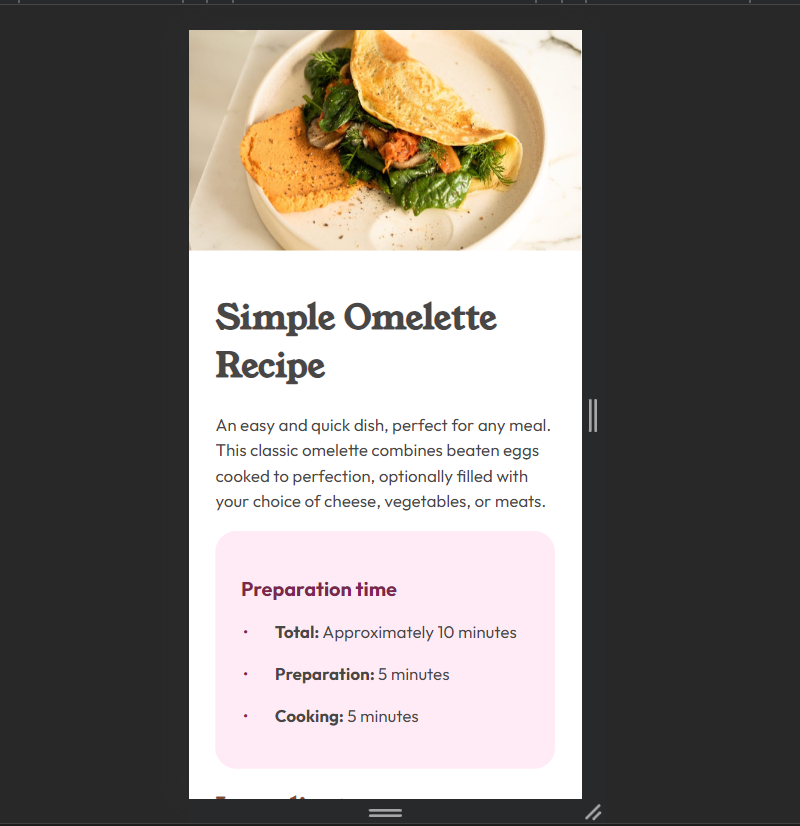 Simple Omelette
Recipe
An easy and quick dish, perfect for any meal.
This classic omelette combines beaten eggs
cooked to perfection, optionally filled with
your choice of cheese, vegetables, or meats.
Preparation time
• Total: Approximately 10 minutes
• Preparation: 5 minutes
• Cooking: 5 minutes